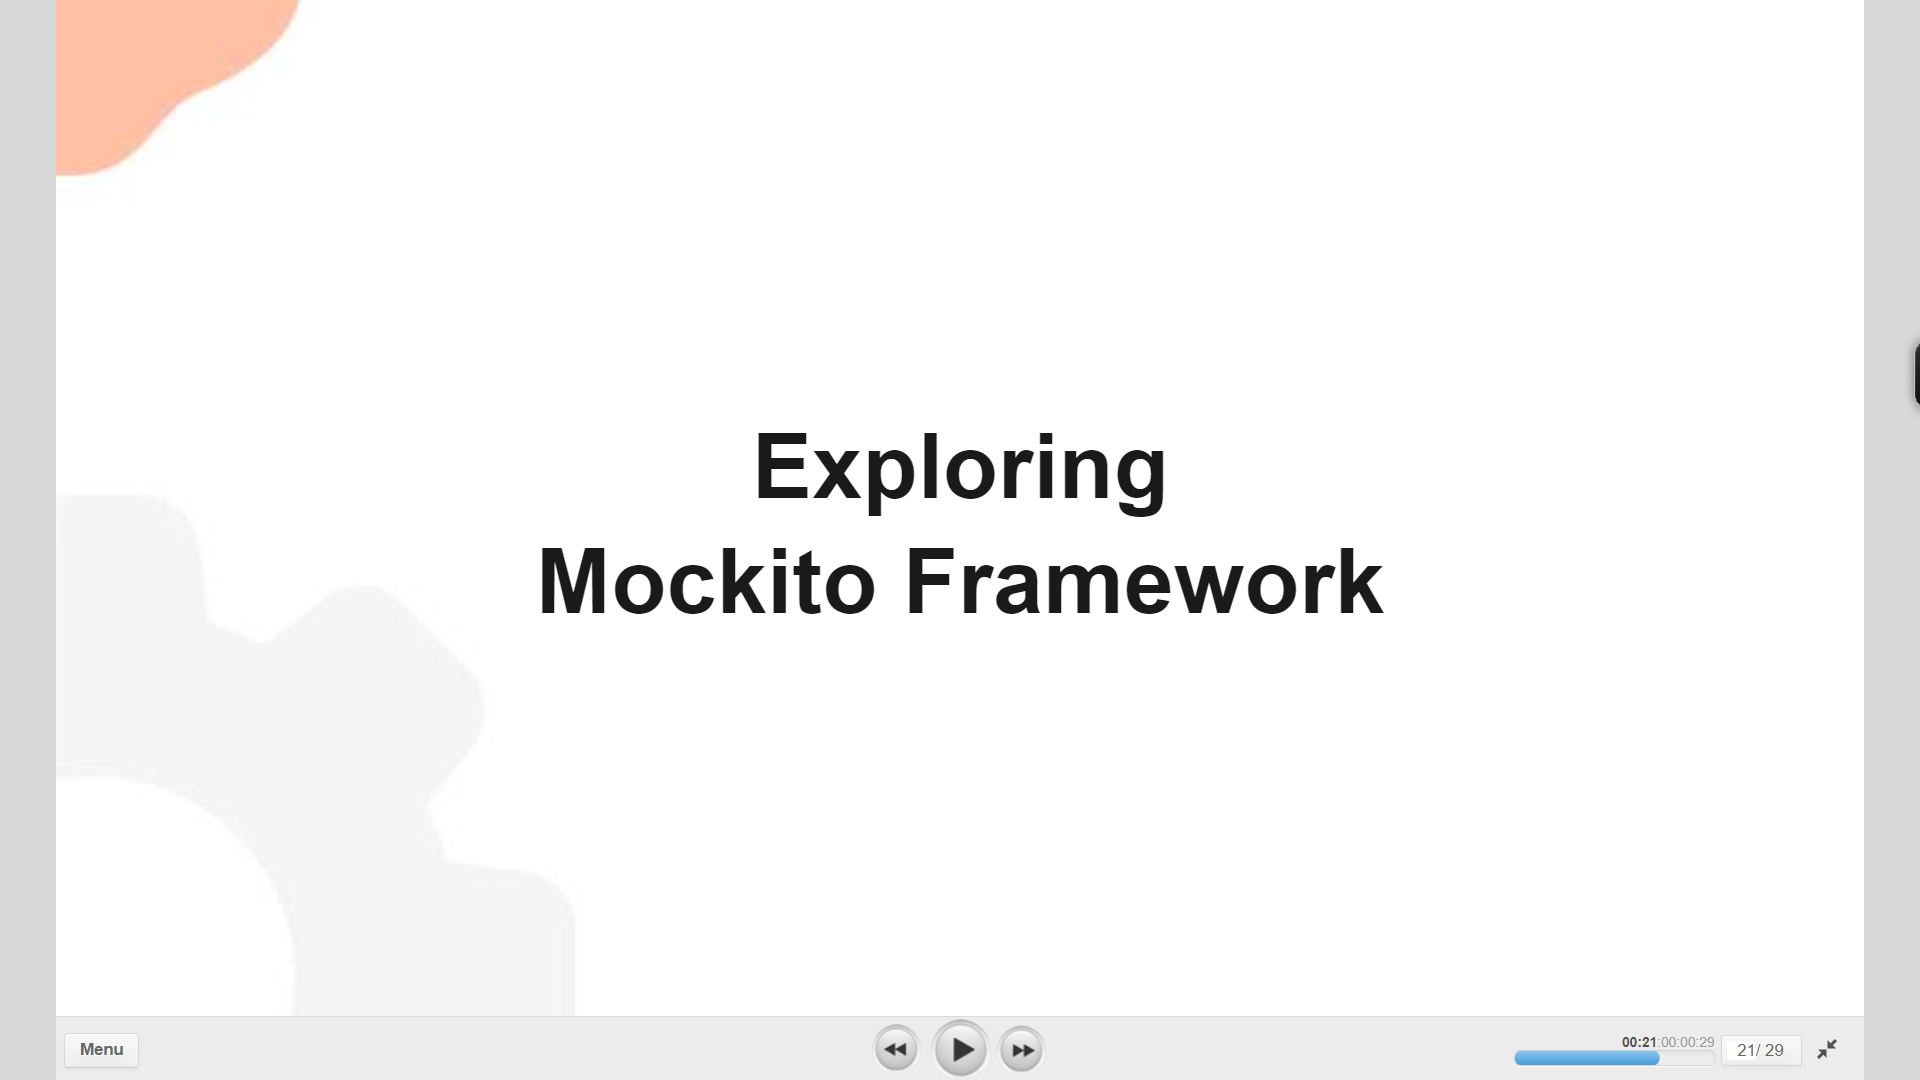 Exploring
Mockito Framework
Menu
00:21:00:00:29
21/ 29